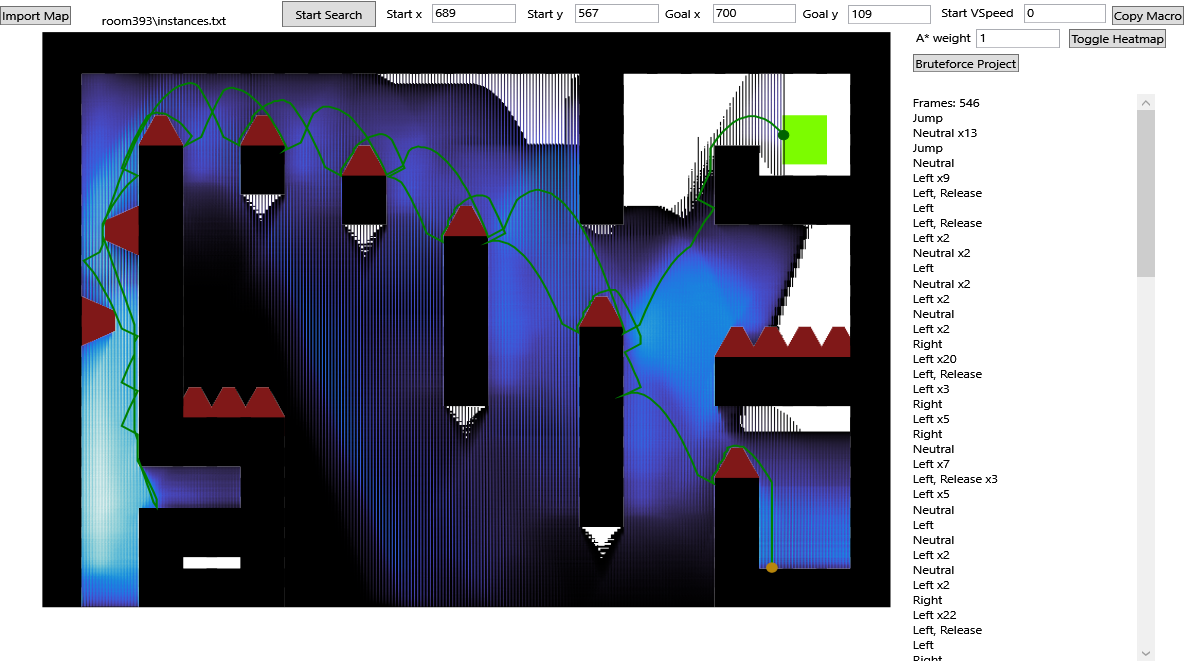 Import Map
room393\instances.txt
Start Search
Start x 689
Start y 567
Goal x 700
Goal y 109
Start VSpeed 0
Copy Macro
A* weight 1
Toggle Heatmap
Bruteforce Project
Frames: 546
Jump
Neutral x13
Jump
Neutral
Left x9
Left, Release
Left
Left, Release
Left x2
Neutral x2
Left
Neutral x2
Left x2
Neutral
Left x2
Right
Left x20
Left, Release
Left x3
Right
Left x5
Right
Neutral
Left x7
Left, Release x3
Left x5
Neutral
Left
Neutral
Left x2
Neutral
Left x2
Right
Left x22
Left, Release
Left
Right